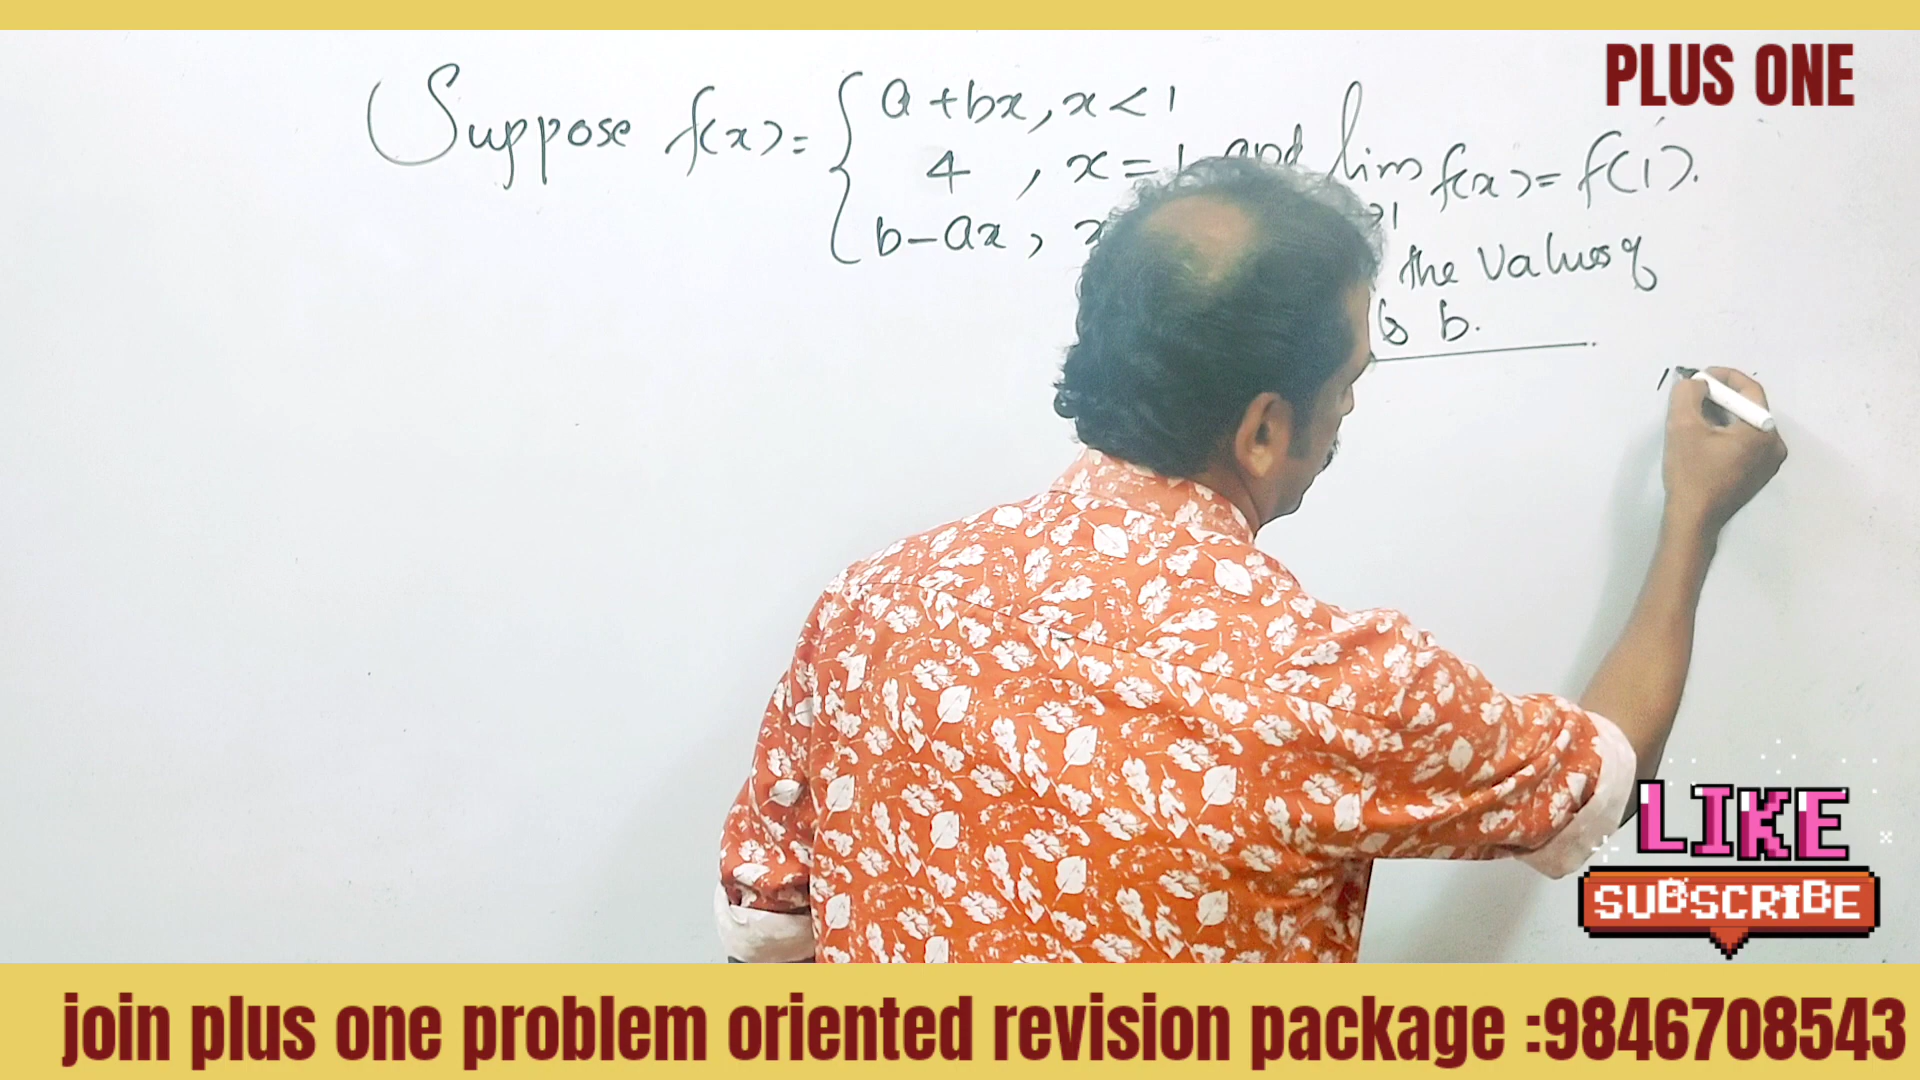 PLUS ONE
Suppose f(x) = { a + bx, x < 1
4 , x = 1 and lim f(x) = f(1).
b - ax , x
the values of
b.
LIKE
SUBSCRIBE
join plus one problem oriented revision package :9846708543